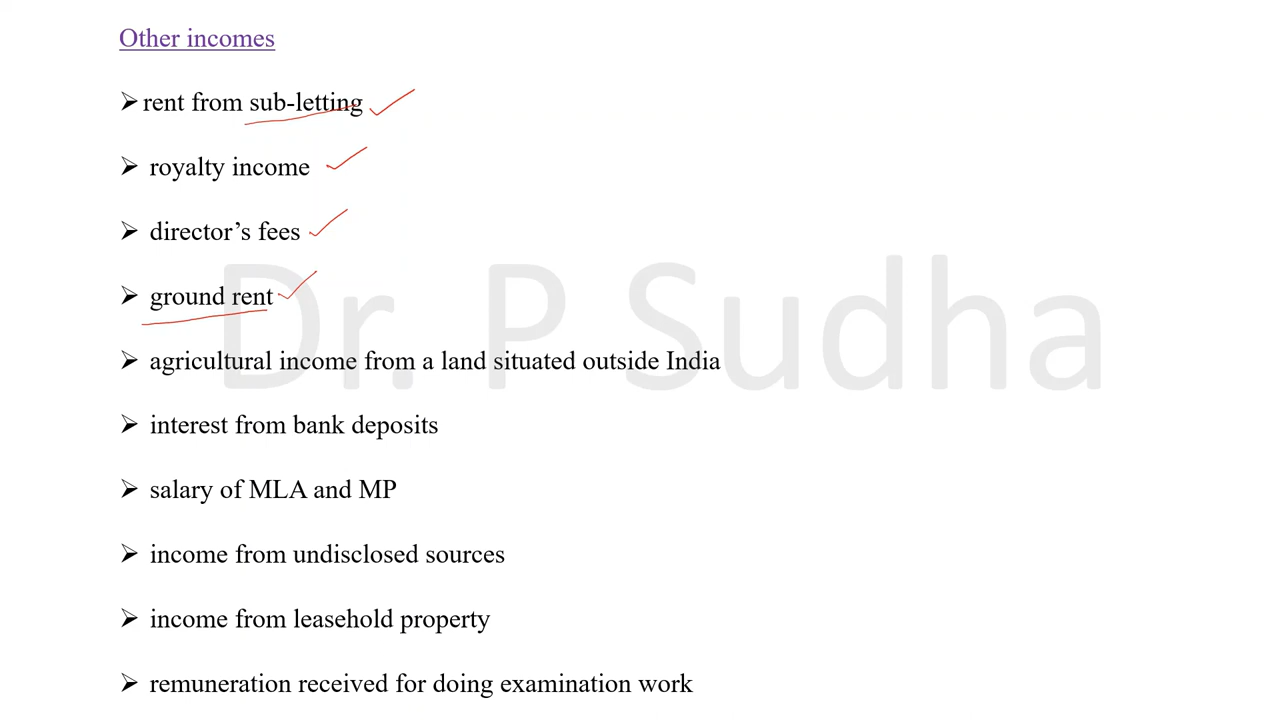 Other incomes
➢ rent from sub-letting
➢ royalty income
➢ director’s fees
➢ ground rent
Dr. P Sudha
➢ agricultural income from a land situated outside India
➢ interest from bank deposits
➢ salary of MLA and MP
➢ income from undisclosed sources
➢ income from leasehold property
➢ remuneration received for doing examination work